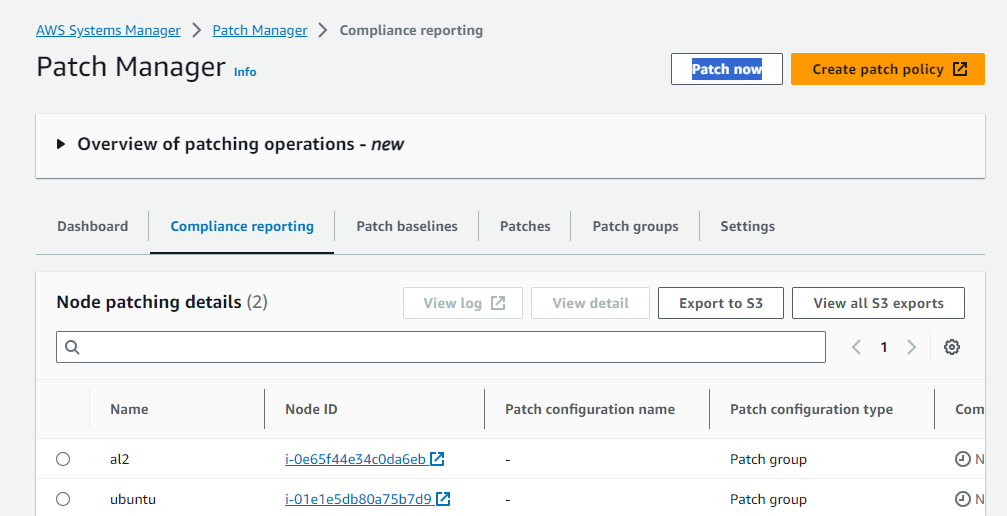 AWS Systems Manager > Patch Manager > Compliance reporting
Patch Manager Info
Patch now
Create patch policy
Overview of patching operations - new
Dashboard
Compliance reporting
Patch baselines
Patches
Patch groups
Settings
Node patching details (2)
View log
View detail
Export to S3
View all S3 exports
1
Name Node ID Patch configuration name Patch configuration type Com
al2 i-0e65f44e34c0da6eb - Patch group N
ubuntu i-01e1e5db80a75b7d9 - Patch group N